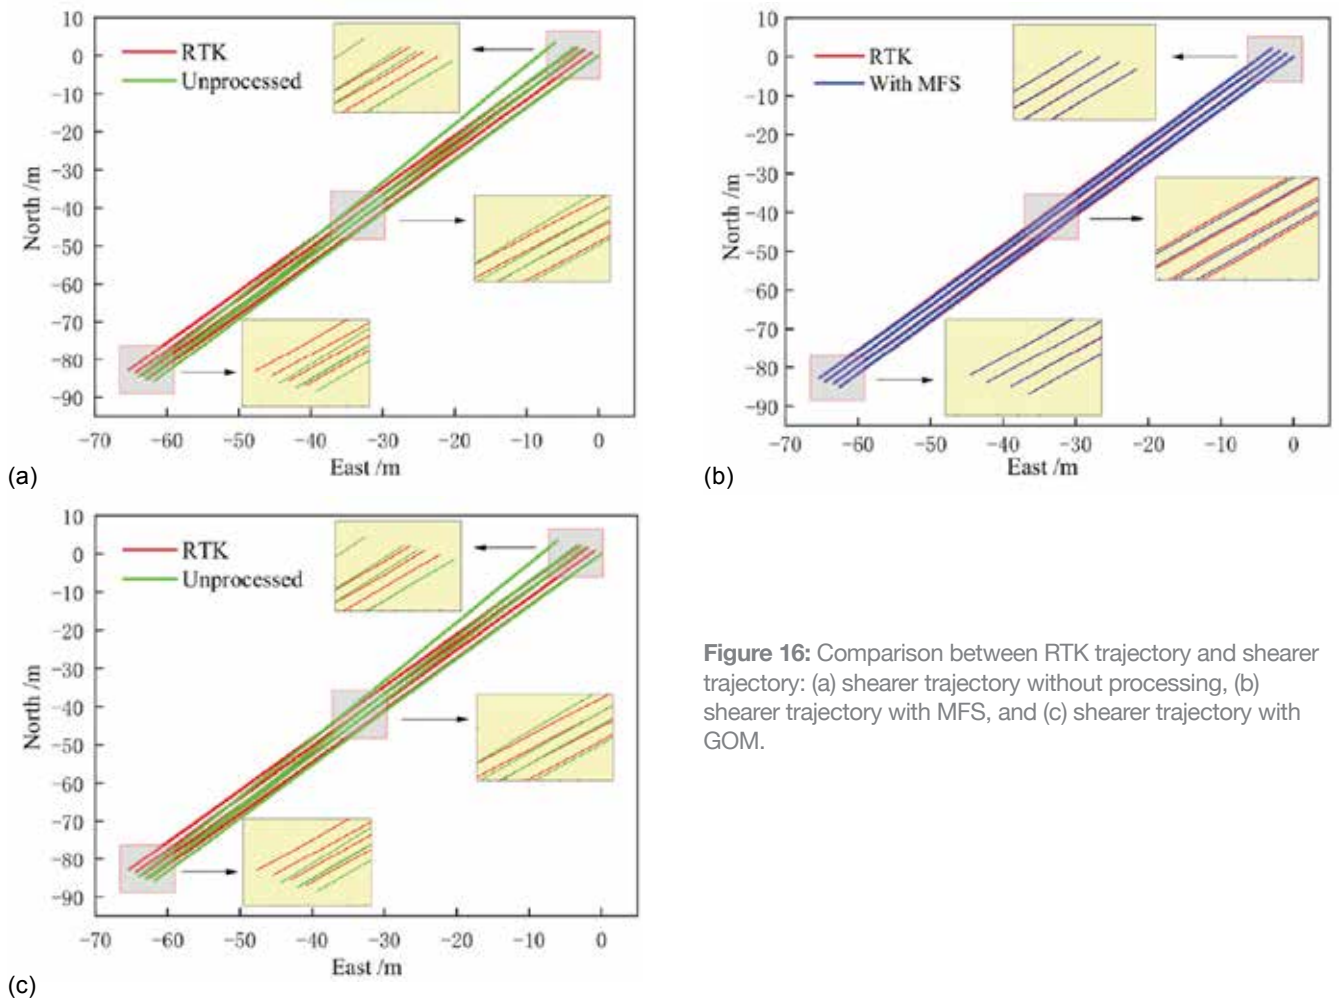 10
0
-10
-20
-30
-40
-50
-60
-70
-80
-90
North /m
RTK
Unprocessed
-70 -60 -50 -40 -30 -20 -10 0
East /m
(a)
10
0
-10
-20
-30
-40
-50
-60
-70
-80
-90
North /m
RTK
With MFS
-70 -60 -50 -40 -30 -20 -10 0
East /m
(b)
10
0
-10
-20
-30
-40
-50
-60
-70
-80
-90
North /m
RTK
Unprocessed
-70 -60 -50 -40 -30 -20 -10 0
East /m
(c)
Figure 16: Comparison between RTK trajectory and shearer
trajectory: (a) shearer trajectory without processing, (b)
shearer trajectory with MFS, and (c) shearer trajectory with
GOM.